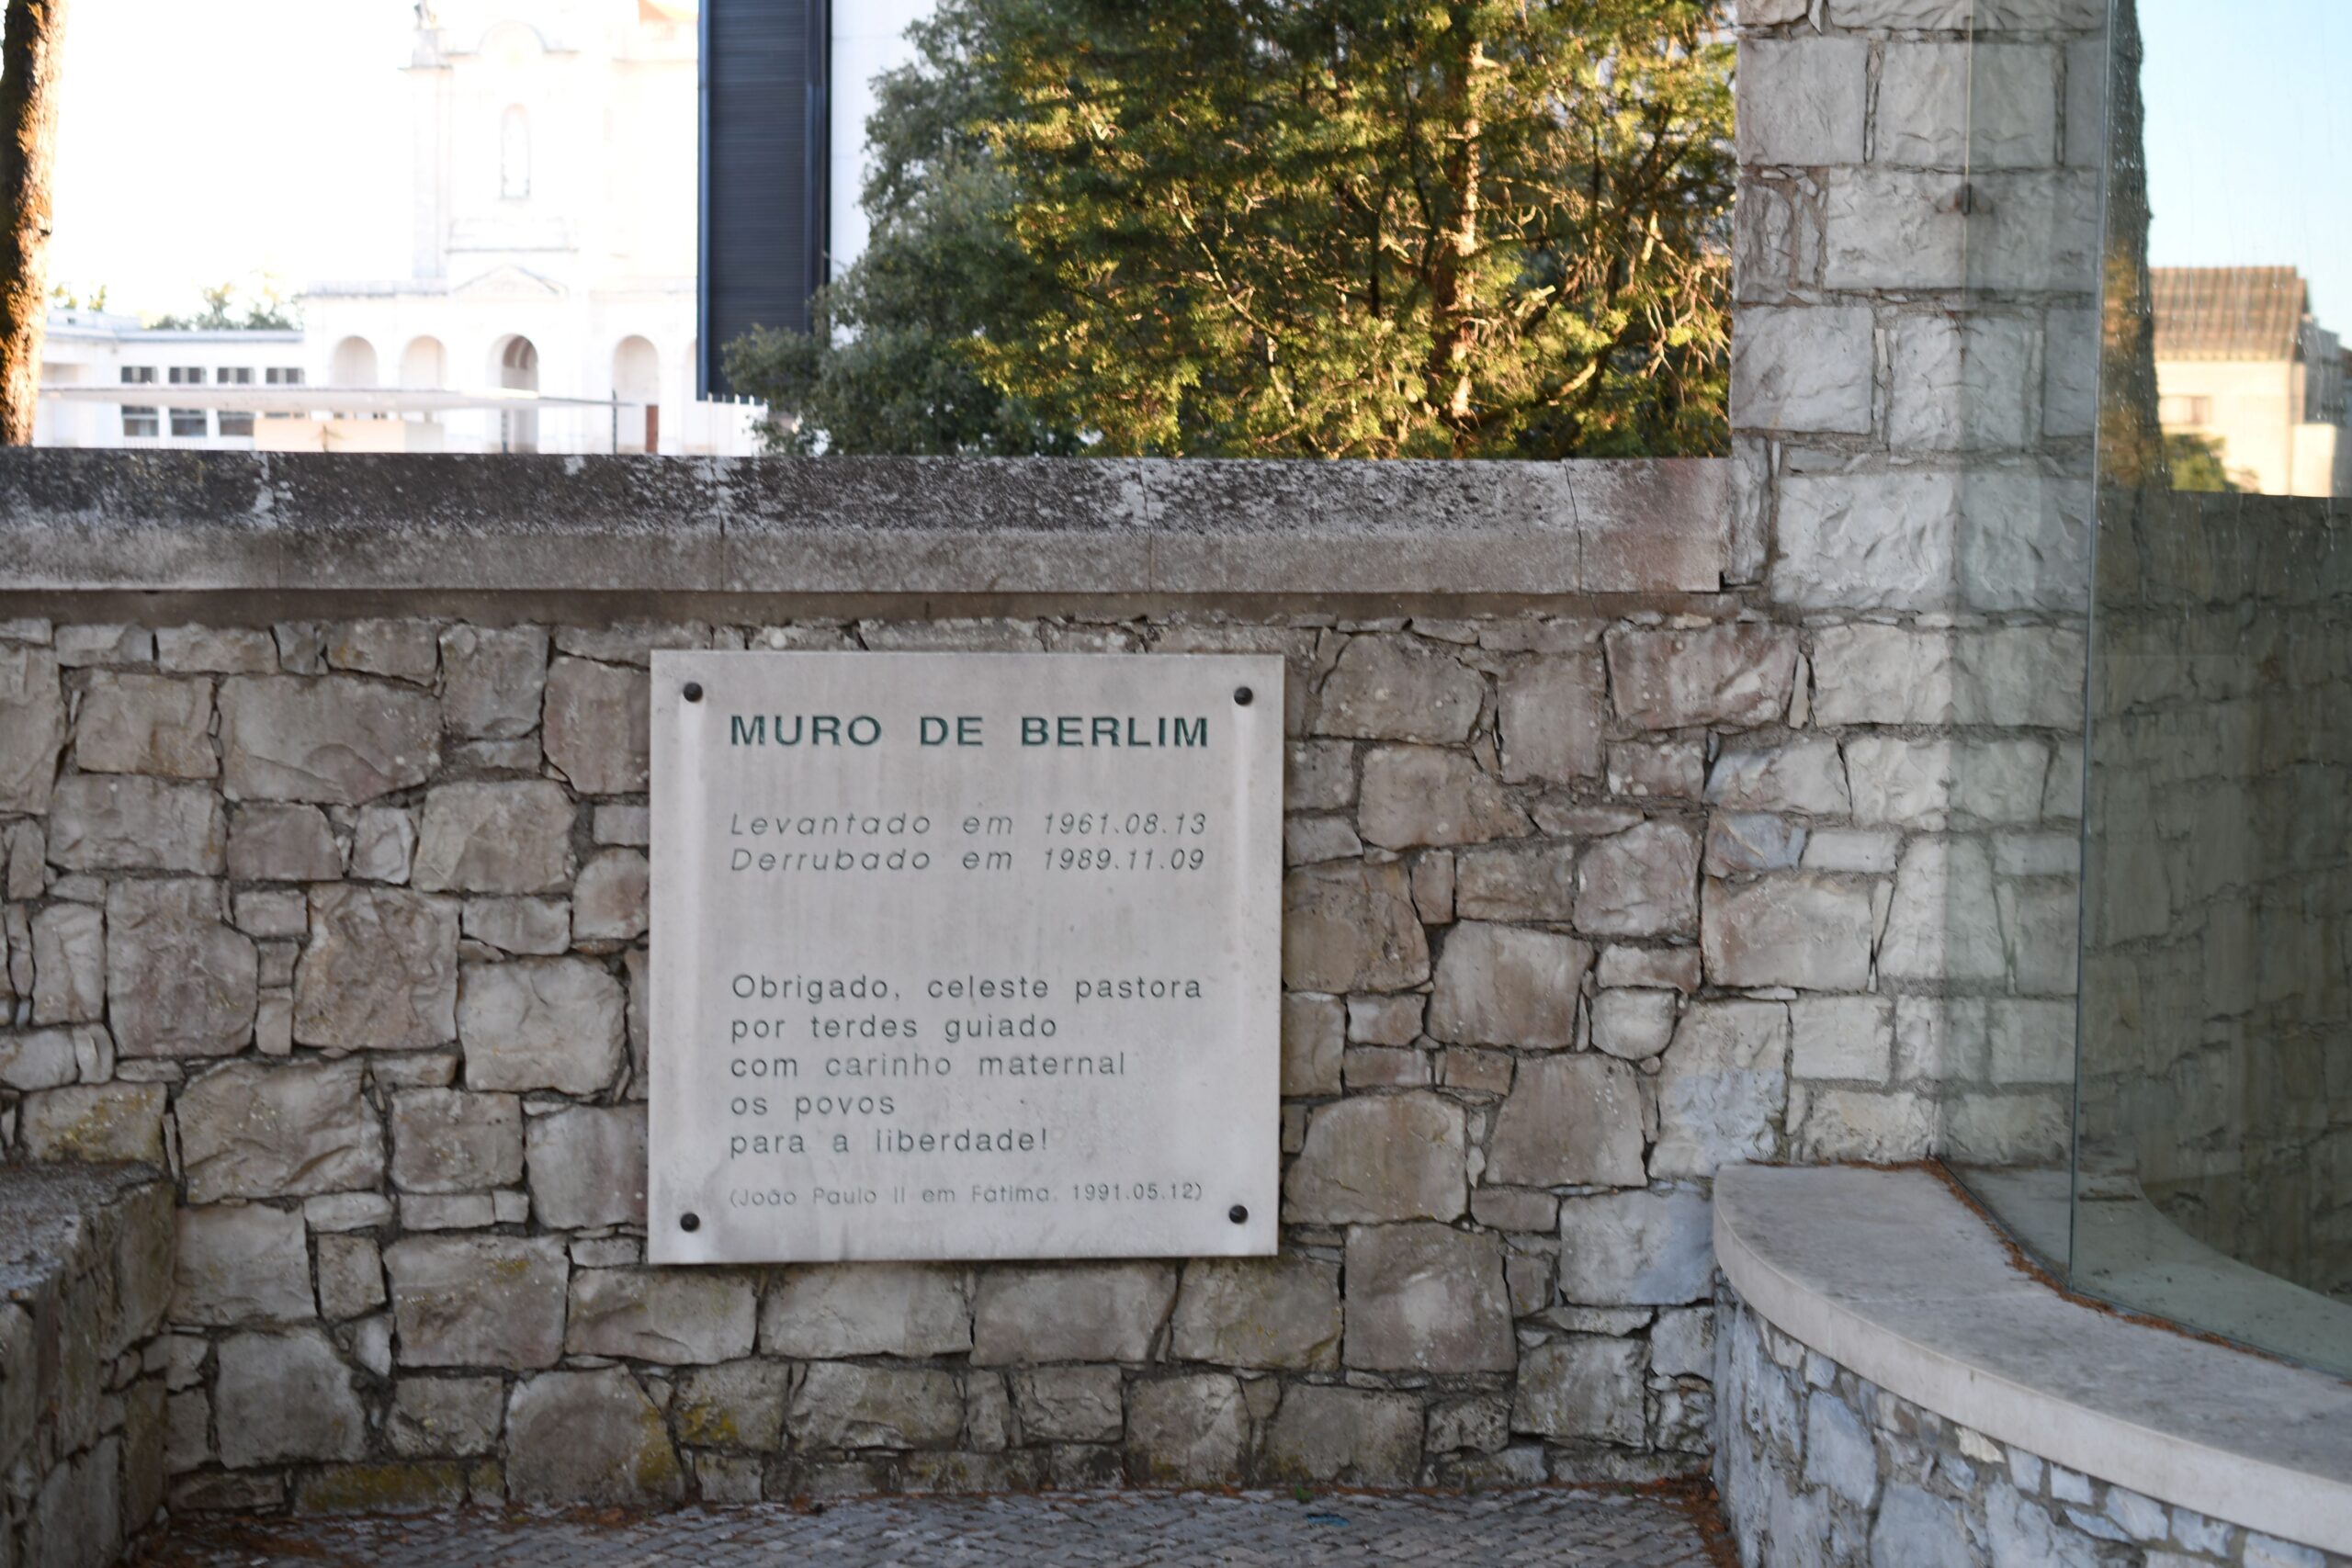 MURO DE BERLIM
Levantado em 1961.08.13
Derrubado em 1989.11.09
Obrigado, celeste pastora
por terdes guiado
com carinho maternal
os povos
para a liberdade!
(João Paulo II em Fátima, 1991.05.12)